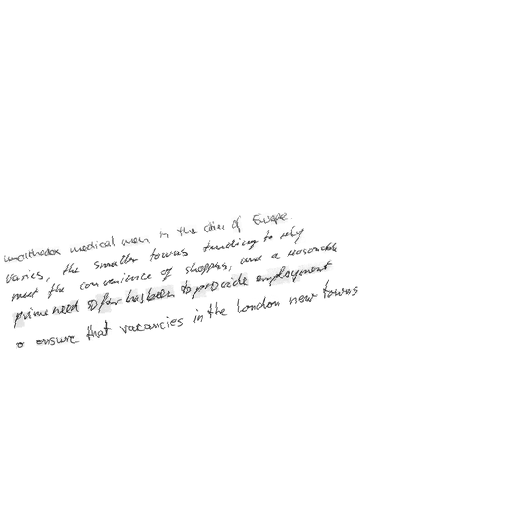 unorthodox medical men in the cities of Europe
varies, the smaller towns tending to rely
meet the convenience of shoppers, and a reasonable
prime need so far has been to provide employment
o ensure that vacancies in the London new towns